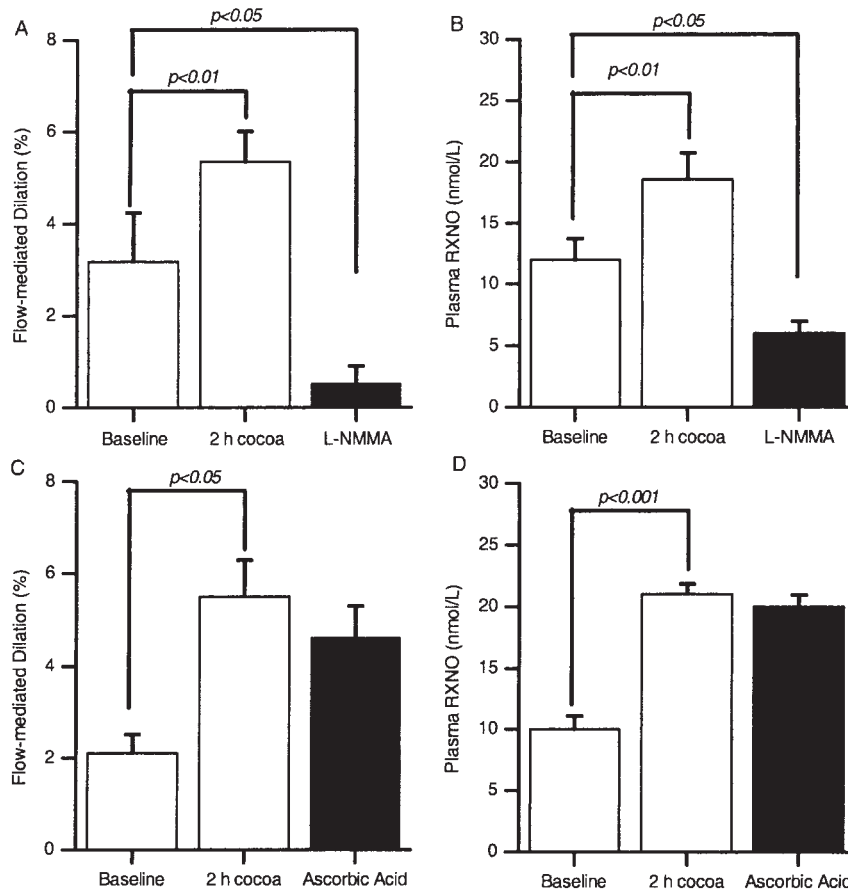 A
p<0.05
p<0.01
8
6
4
2
0
Flow-mediated Dilation (%)
Baseline 2 h cocoa L-NMMA
B
p<0.05
p<0.01
30
25
20
15
10
5
0
Plasma RXNO (nmol/L)
Baseline 2 h cocoa L-NMMA
C
p<0.05
8
6
4
2
0
Flow-mediated Dilation (%)
Baseline 2 h cocoa Ascorbic Acid
D
p<0.001
30
25
20
15
10
5
0
Plasma RXNO (nmol/L)
Baseline 2 h cocoa Ascorbic Acid